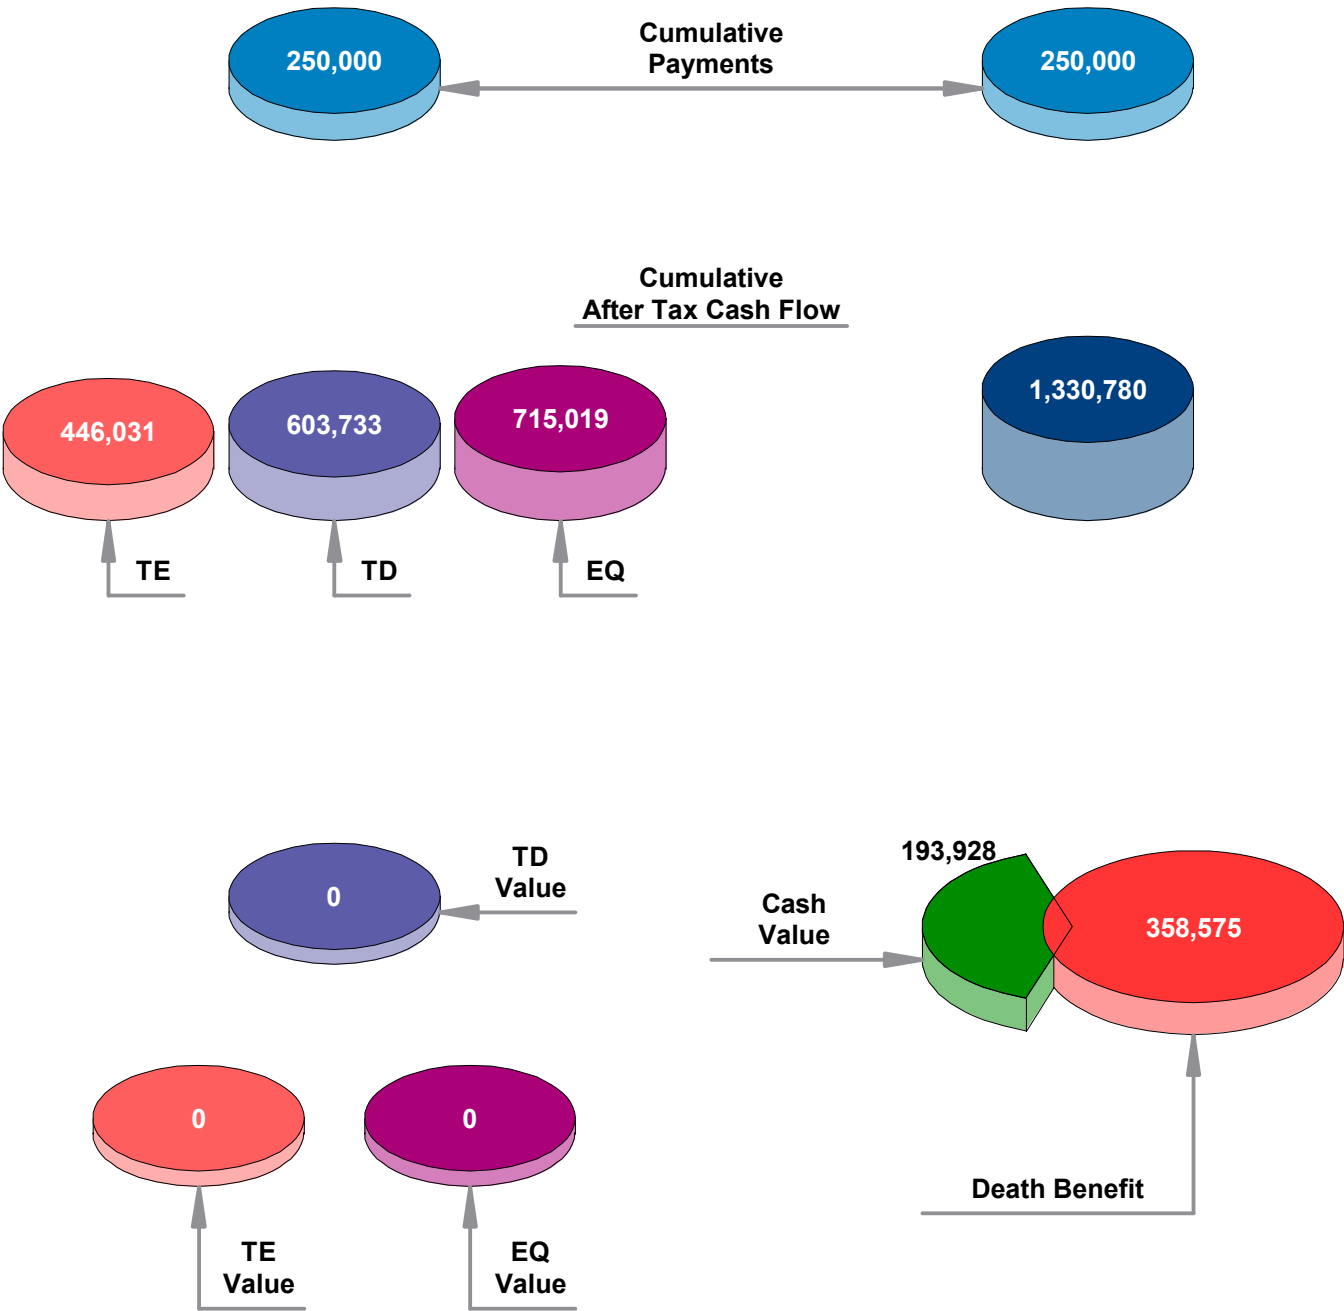 250,000
Cumulative
Payments
250,000
Cumulative
After Tax Cash Flow
446,031
603,733
715,019
1,330,780
TE
TD
EQ
0
TD
Value
193,928
Cash
Value
358,575
0
0
Death Benefit
TE
Value
EQ
Value